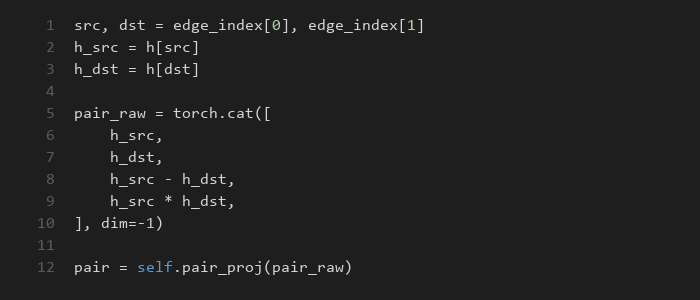 1 src, dst = edge_index[0], edge_index[1]
2 h_src = h[src]
3 h_dst = h[dst]
4
5 pair_raw = torch.cat([
6     h_src,
7     h_dst,
8     h_src - h_dst,
9     h_src * h_dst,
10 ], dim=-1)
11
12 pair = self.pair_proj(pair_raw)